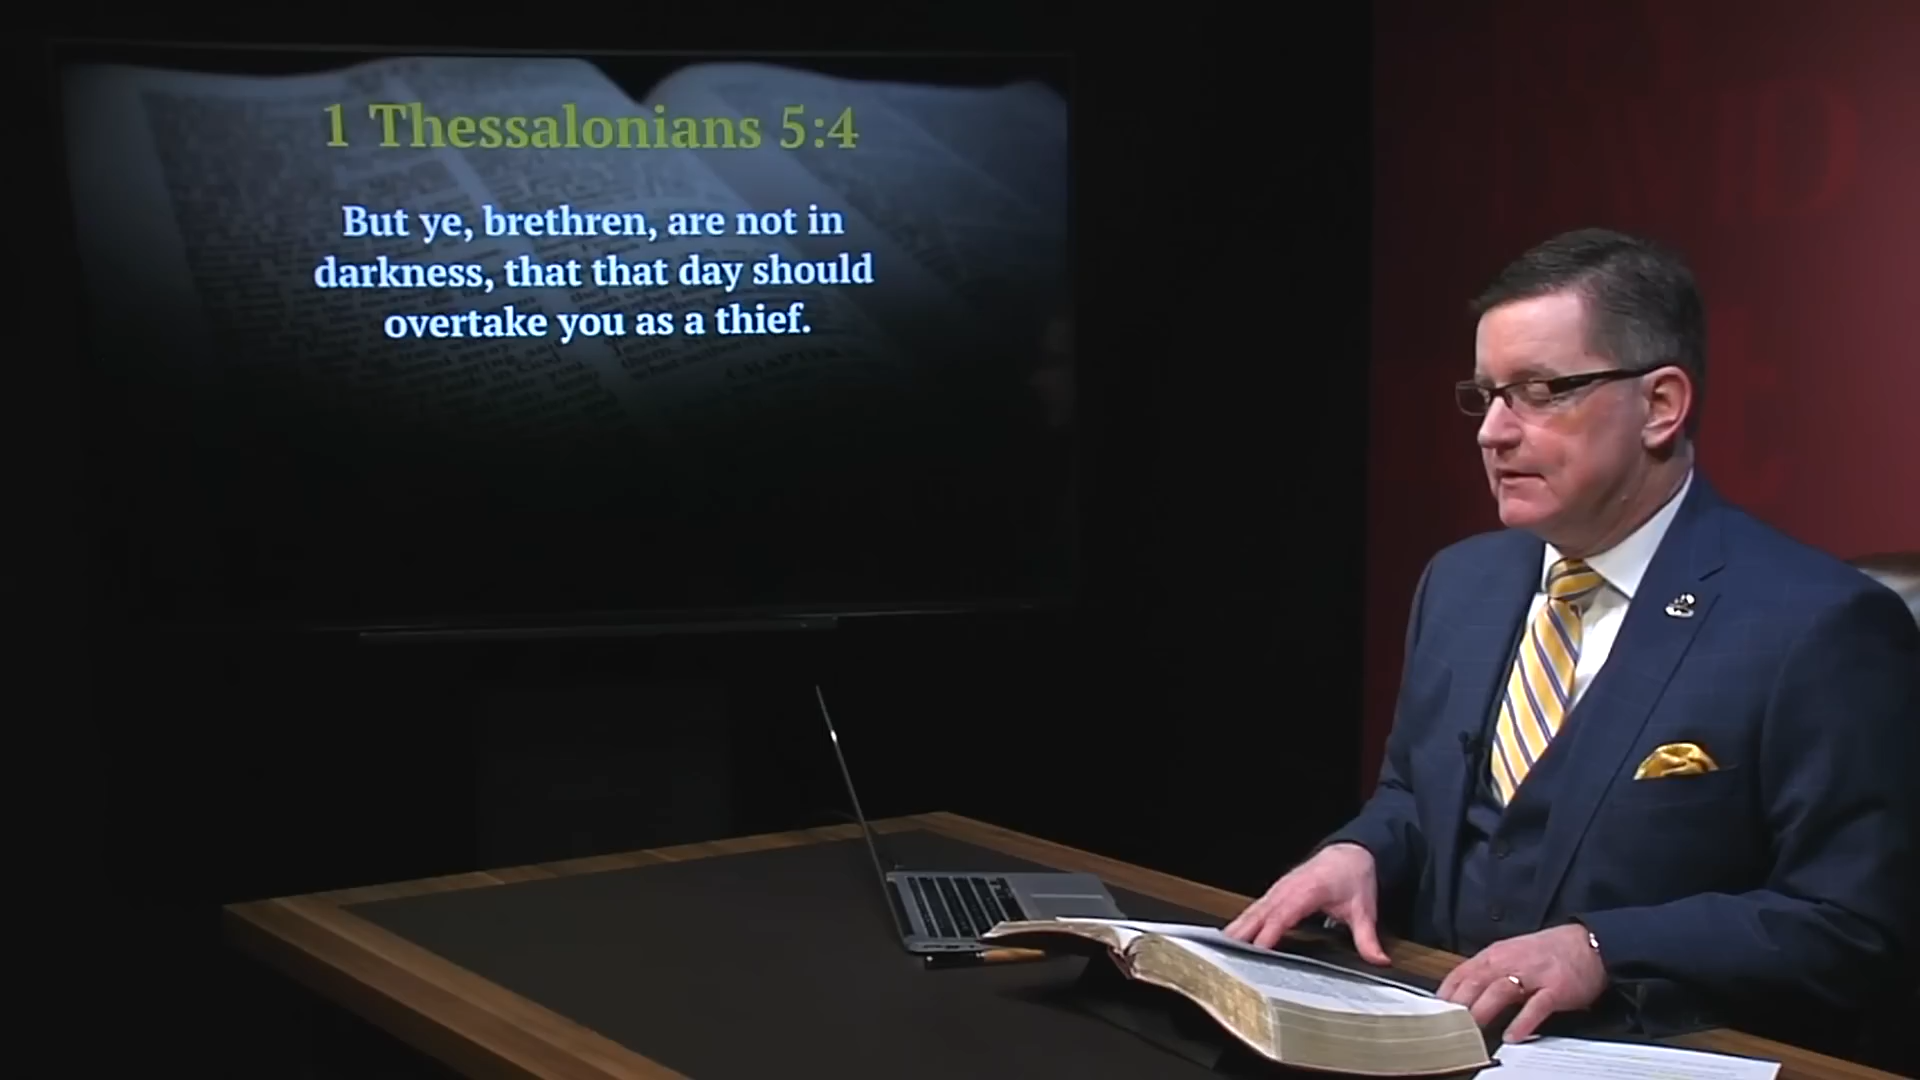 1 Thessalonians 5:4
But ye, brethren, are not in
darkness, that that day should
overtake you as a thief.